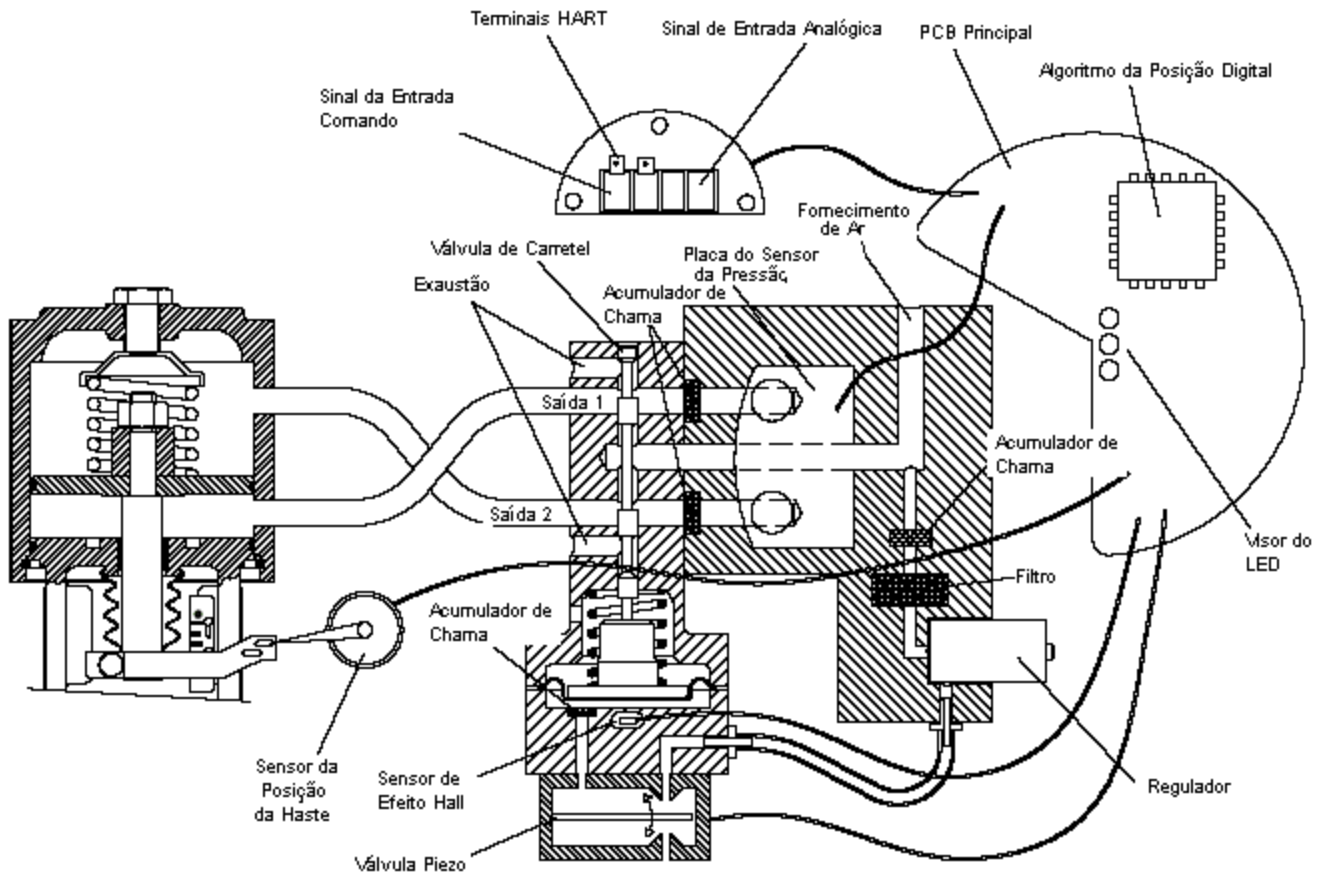 Terminais HART
Sinal de Entrada Analógica
PCB Principal
Algoritmo da Posição Digital
Sinal da Entrada
Comando
Fornecimento
de Ar
Válvula de Carretel
Placa do Sensor
da Pressão
Exaustão
Acumulador de
Chama
Saída 1
Acumulador de
Chama
Saída 2
Visor do
LED
Filtro
Acumulador de
Chama
Sensor da
Posição
da Haste
Sensor de
Efeito Hall
Regulador
Válvula Piezo